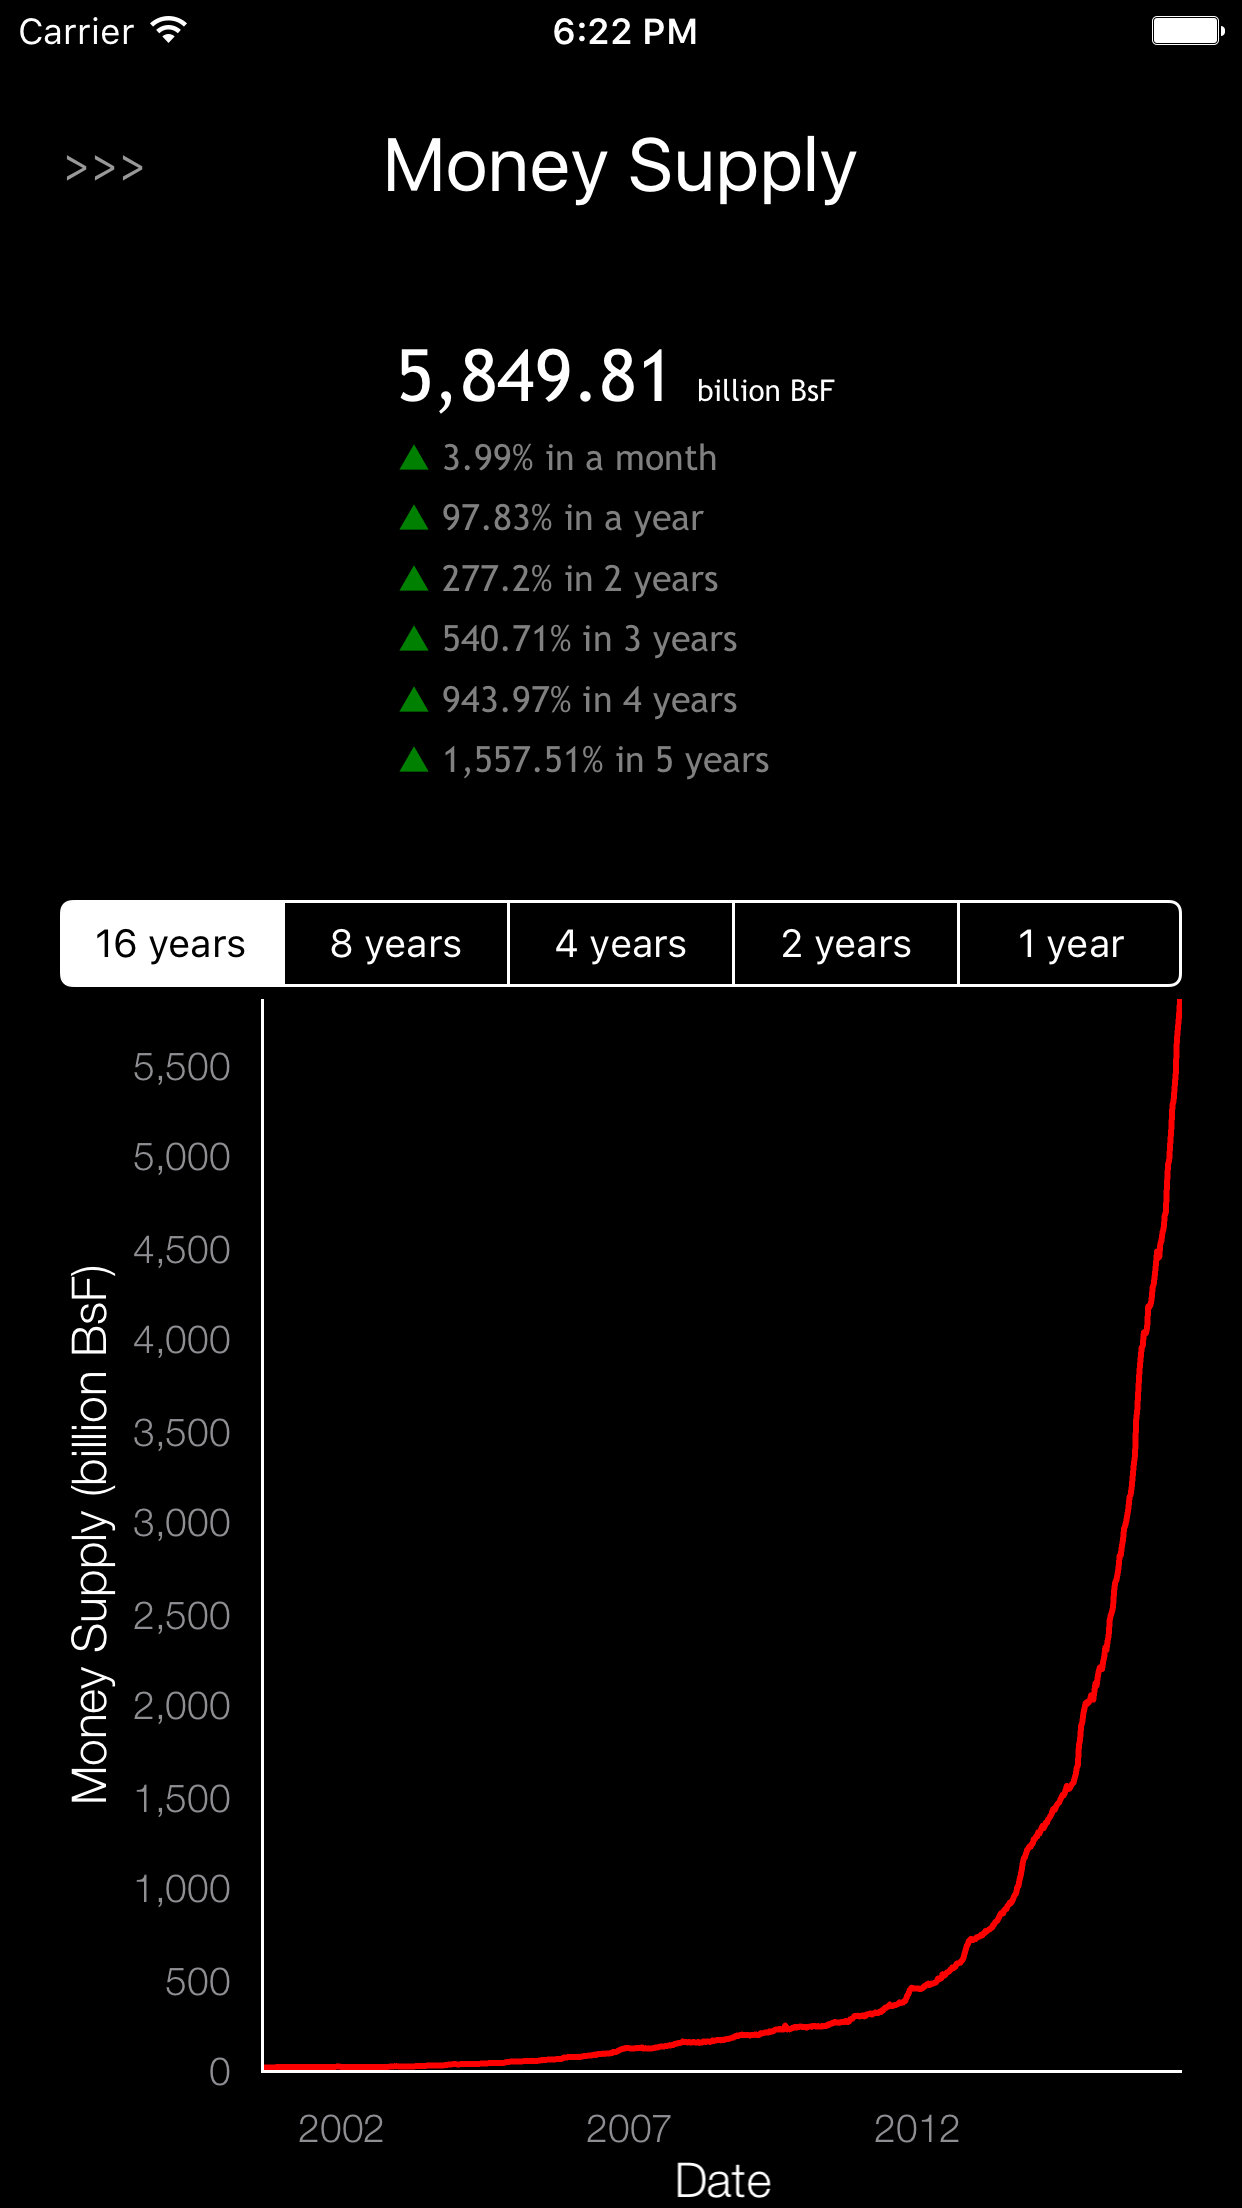 Carrier 6:22 PM
>>> Money Supply
5,849.81 billion BsF
▲ 3.99% in a month
▲ 97.83% in a year
▲ 277.2% in 2 years
▲ 540.71% in 3 years
▲ 943.97% in 4 years
▲ 1,557.51% in 5 years
16 years 8 years 4 years 2 years 1 year
Money Supply (billion BsF)
5,500
5,000
4,500
4,000
3,500
3,000
2,500
2,000
1,500
1,000
500
0
2002 2007 2012
Date